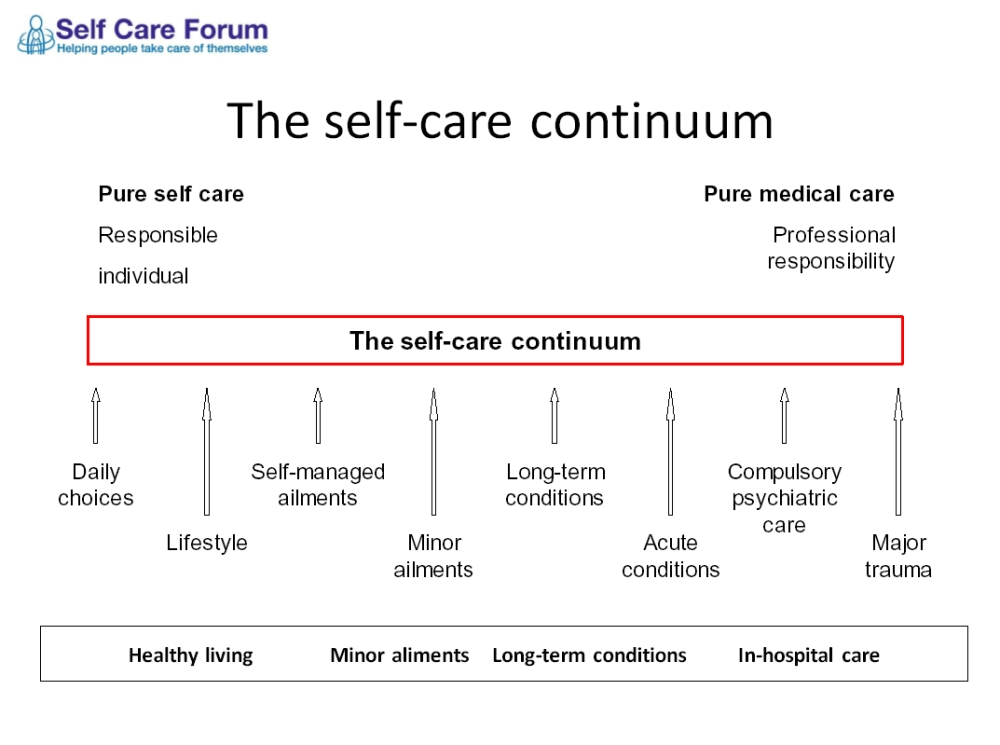 Self Care Forum
Helping people take care of themselves
The self-care continuum
Pure self care
Responsible
individual
Pure medical care
Professional
responsibility
The self-care continuum
Daily
choices
Lifestyle
Self-managed
ailments
Minor
ailments
Long-term
conditions
Acute
conditions
Compulsory
psychiatric
care
Major
trauma
Healthy living
Minor aliments
Long-term conditions
In-hospital care